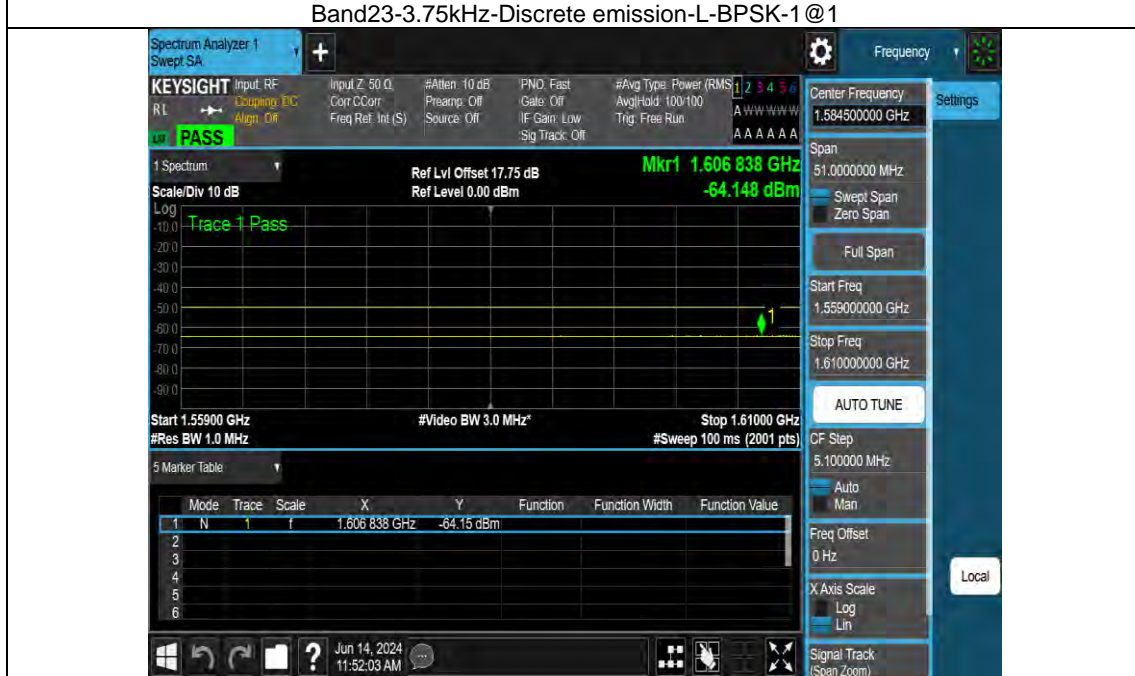 Band23-3.75kHz-Discrete emission-L-BPSK-1@1
Spectrum Analyzer 1
Swept SA
+
Frequency
KEYSIGHT Input: RF
RL Coupling: DC
Align: Off
PASS
Input Z: 50 Ω
Corr CCorr
Freq Ref: Int (S)
#Atten: 10 dB
Preamp: Off
Source: Off
PNO: Fast
Gate: Off
IF Gain: Low
Sig Track: Off
#Avg Type: Power (RMS
Avg|Hold: 100/100
Trig: Free Run
1 2 3 4 5 6
A W W W W W
A A A A A A
1 Spectrum
Scale/Div 10 dB
Log
Ref Lvl Offset 17.75 dB
Ref Level 0.00 dBm
Mkr1 1.606 838 GHz
-64.148 dBm
Trace 1 Pass
-10.0
-20.0
-30.0
-40.0
-50.0
-60.0
-70.0
-80.0
-90.0
1
Start 1.55900 GHz
#Res BW 1.0 MHz
#Video BW 3.0 MHz*
Stop 1.61000 GHz
#Sweep 100 ms (2001 pts)
5 Marker Table
Mode Trace Scale X Y Function Function Width Function Value
1 N 1 f 1.606 838 GHz -64.15 dBm
2
3
4
5
6
Jun 14, 2024
11:52:03 AM
Center Frequency
1.584500000 GHz
Span
51.0000000 MHz
Swept Span
Zero Span
Full Span
Start Freq
1.559000000 GHz
Stop Freq
1.610000000 GHz
AUTO TUNE
CF Step
5.100000 MHz
Auto
Man
Freq Offset
0 Hz
X Axis Scale
Log
Lin
Signal Track
(Span Zoom)
Settings
Local